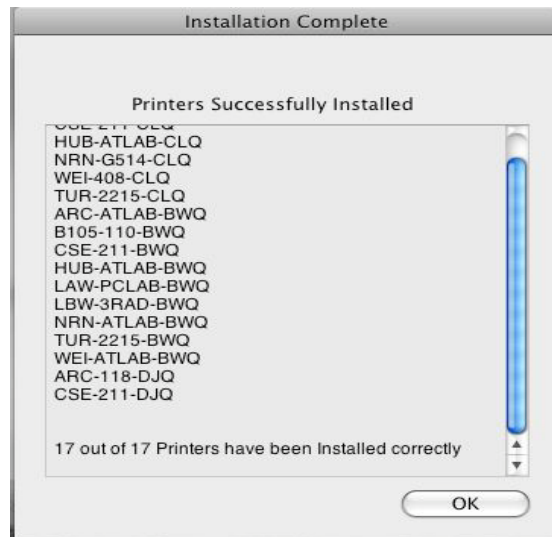 Installation Complete
Printers Successfully Installed
CSE-211-CLQ
HUB-ATLAB-CLQ
NRN-G514-CLQ
WEI-408-CLQ
TUR-2215-CLQ
ARC-ATLAB-BWQ
B105-110-BWQ
CSE-211-BWQ
HUB-ATLAB-BWQ
LAW-PCLAB-BWQ
LBW-3RAD-BWQ
NRN-ATLAB-BWQ
TUR-2215-BWQ
WEI-ATLAB-BWQ
ARC-118-DJQ
CSE-211-DJQ
17 out of 17 Printers have been Installed correctly
OK